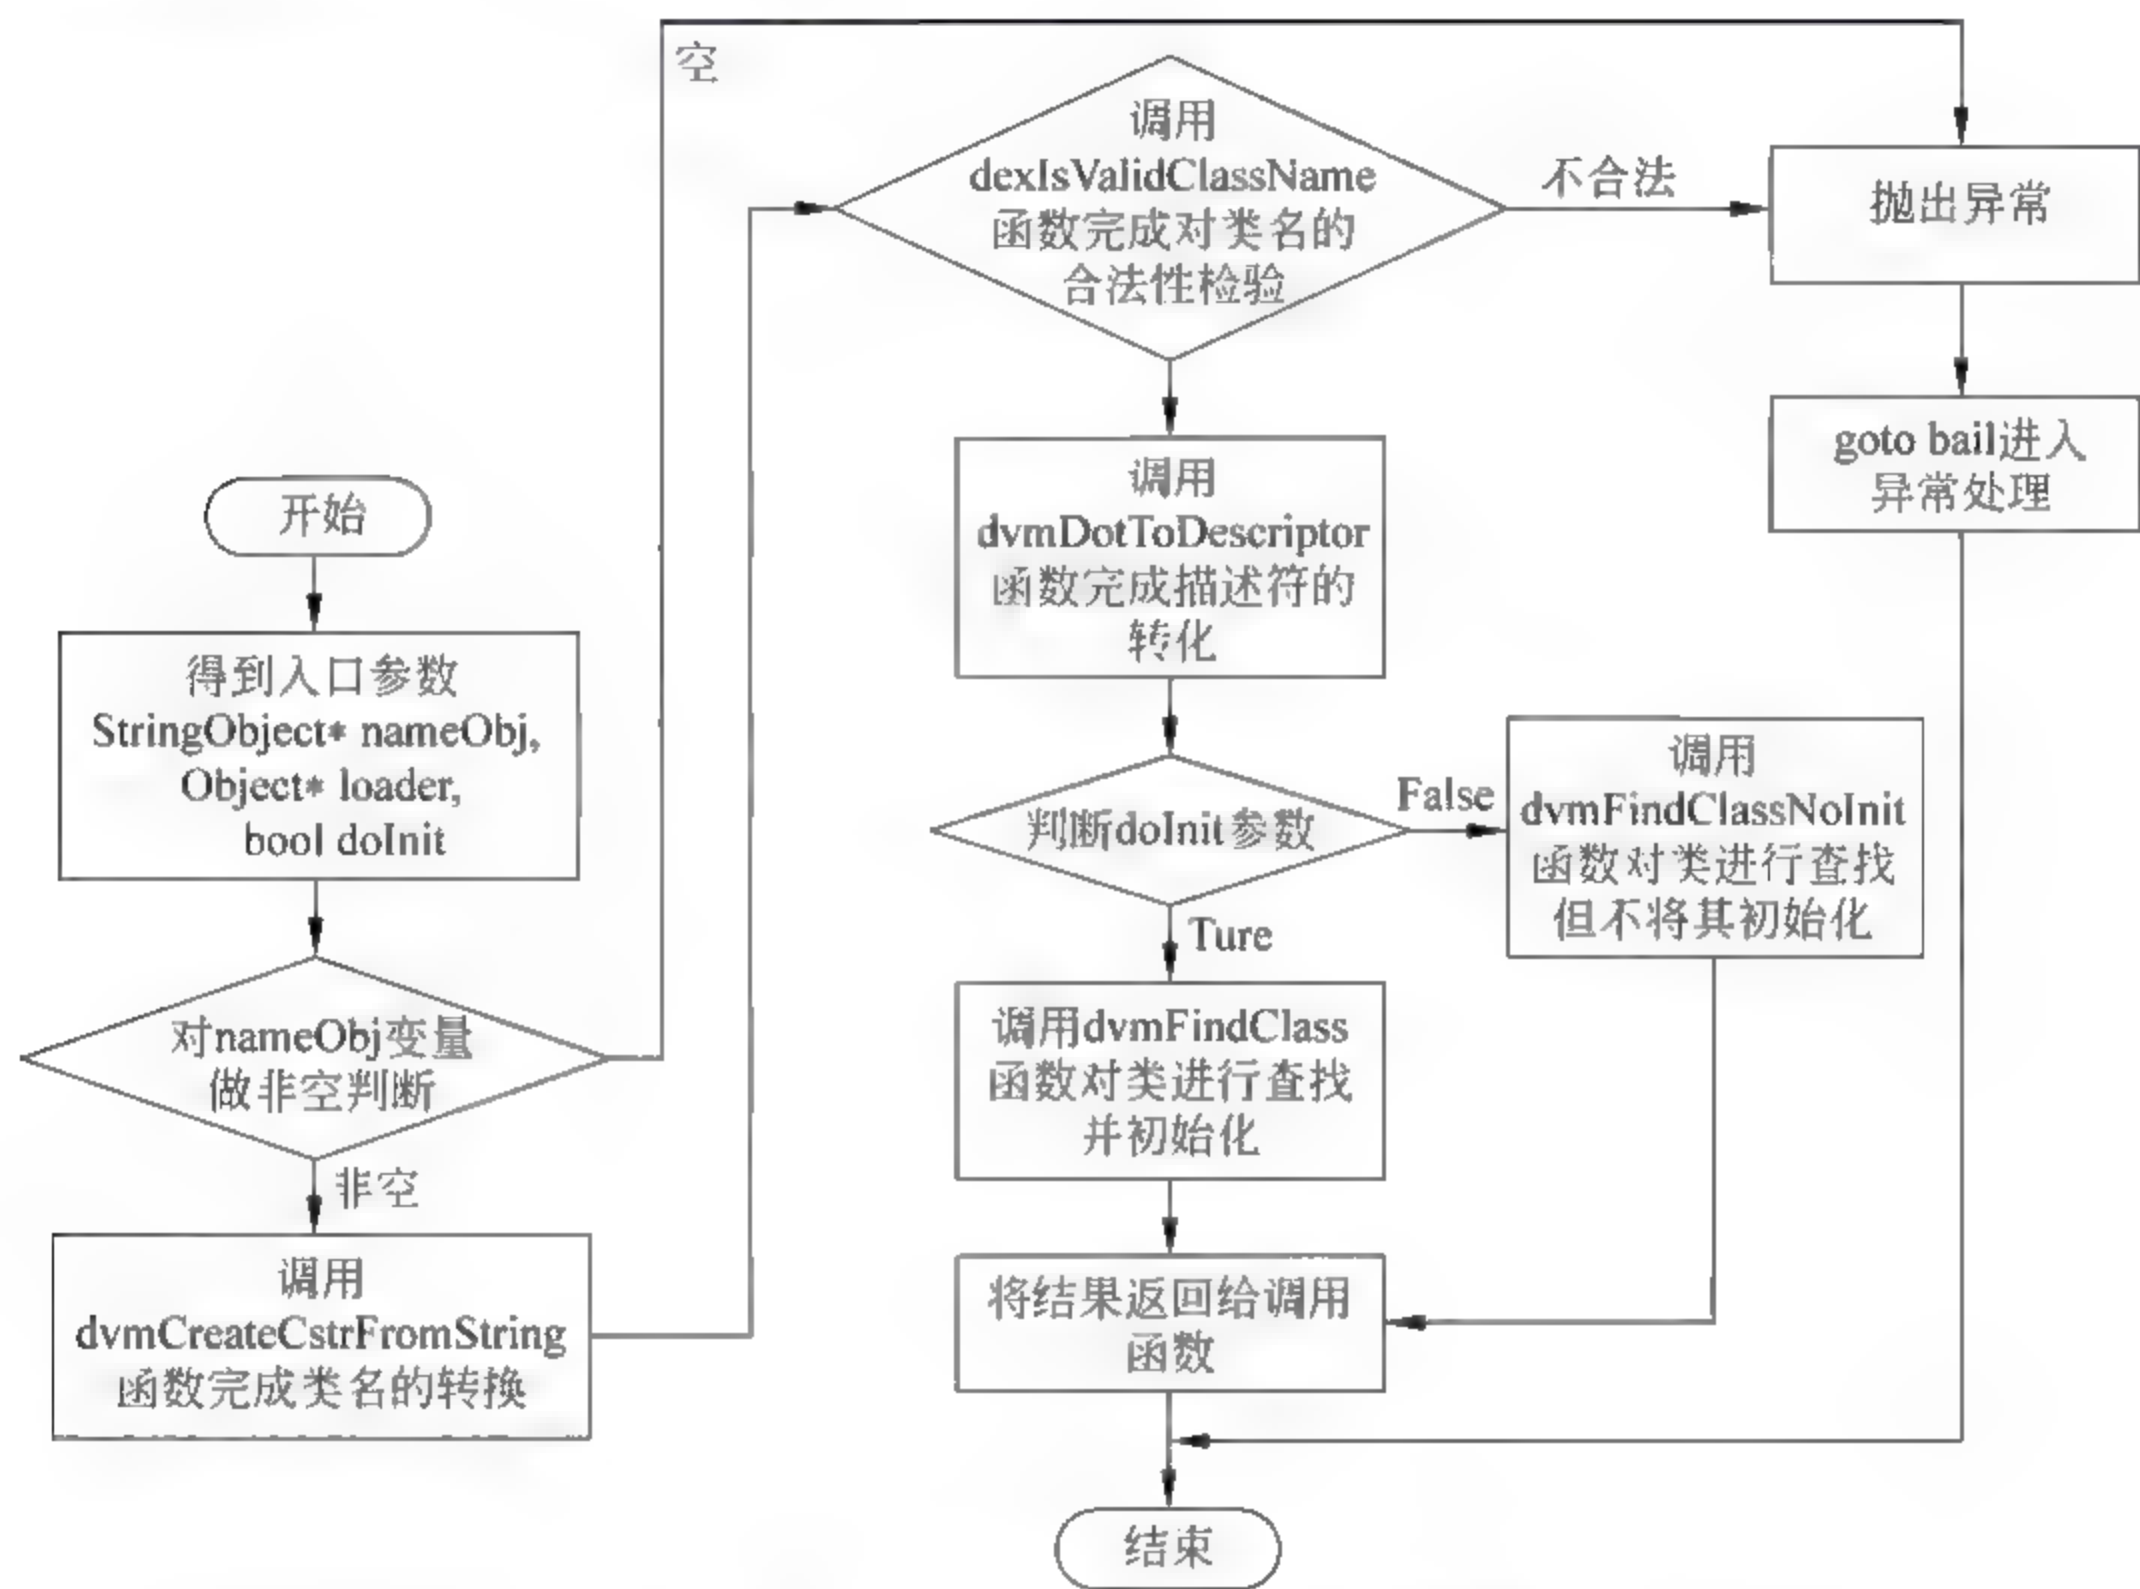 开始
得到入口参数
StringObject* nameObj,
Object* loader,
bool doInit
对nameObj变量
做非空判断
非空
调用
dvmCreateCstrFromString
函数完成类名的转换
空
调用
dexIsValidClassName
函数完成对类名的
合法性检验
不合法
抛出异常
goto bail进入
异常处理
调用
dvmDotToDescriptor
函数完成描述符的
转化
判断doInit参数
False
调用
dvmFindClassNoInit
函数对类进行查找
但不将其初始化
Ture
调用dvmFindClass
函数对类进行查找
并初始化
将结果返回给调用
函数
结束